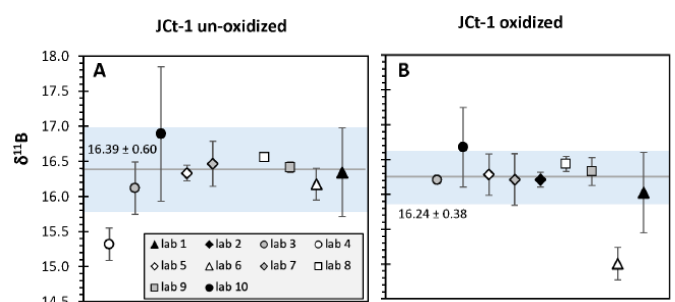 JCt-1 un-oxidized
JCt-1 oxidized
18.0
A
B
17.0
16.39 ± 0.60
16.5
δ¹¹B
16.0
16.24 ± 0.38
15.5
lab 1 lab 2 lab 3 lab 4
lab 5 lab 6 lab 7 lab 8
lab 9 lab 10
15.0
14.5